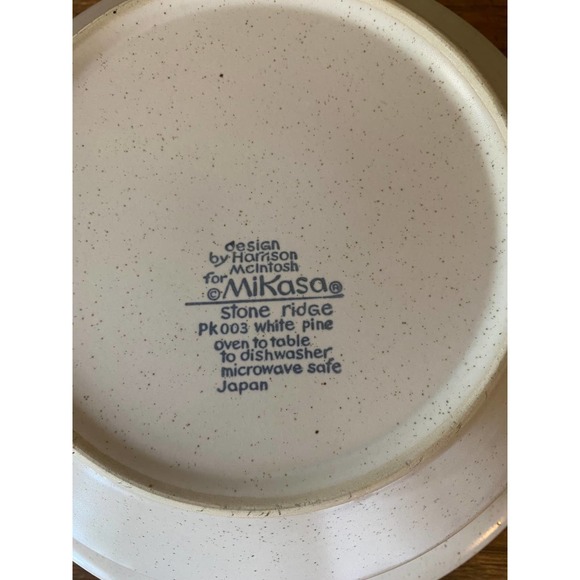 design
by Harrison
McIntosh
for
©Mikasa®
stone ridge
PK003 white pine
oven to table
to dishwasher
microwave safe
Japan